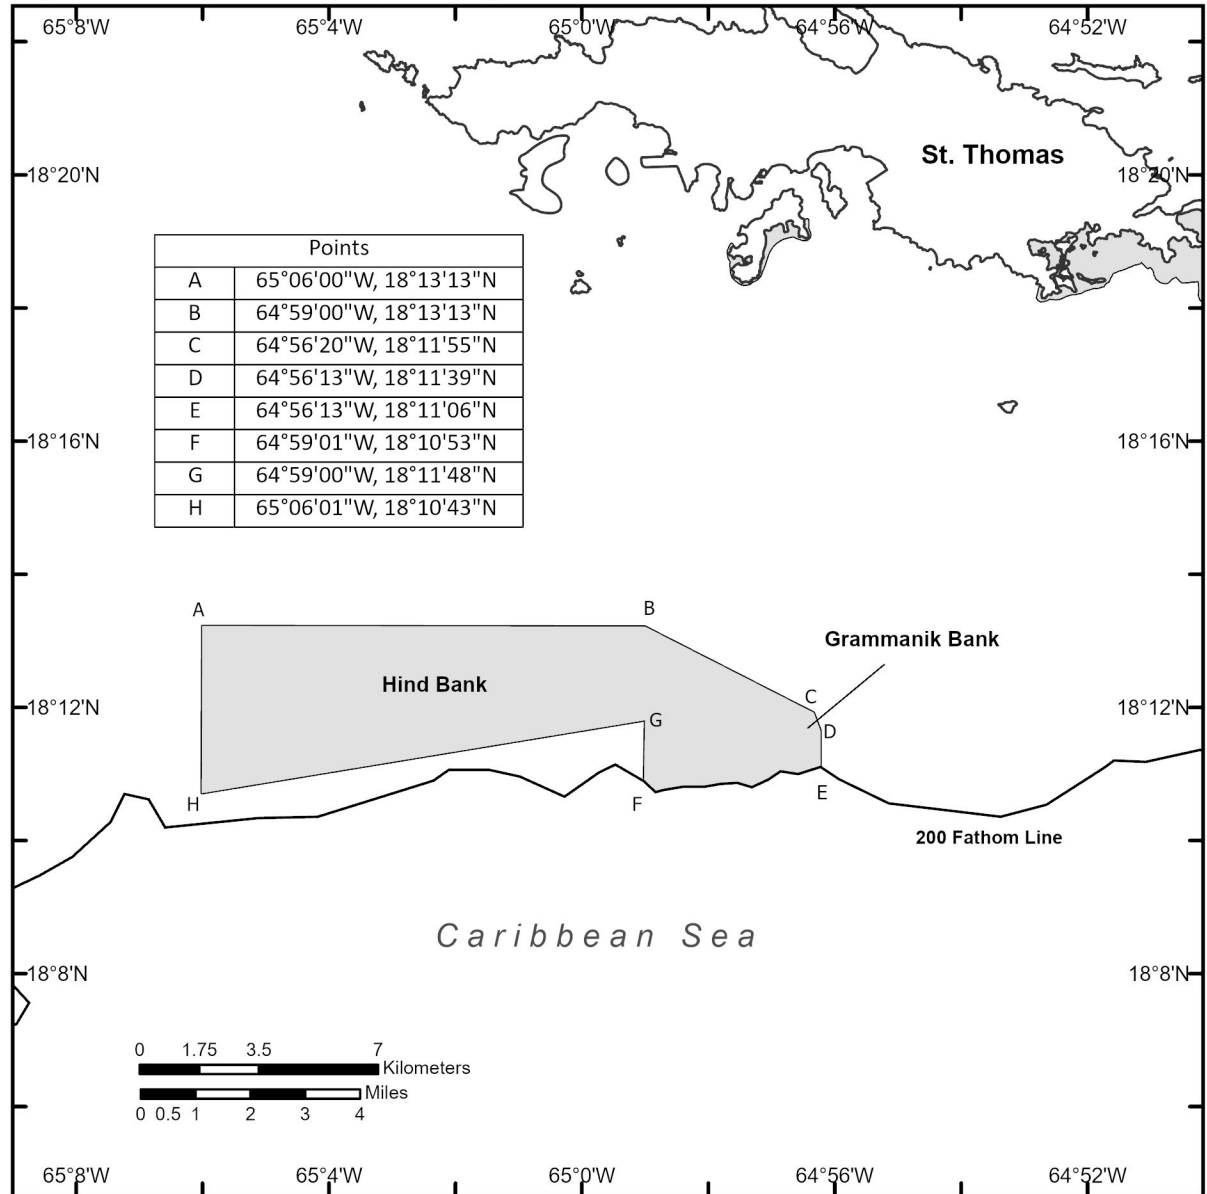 65°8'W 65°4'W 65°0'W 64°56'W 64°52'W
St. Thomas
18°20'N 18°20'N
Points
A 65°06'00"W, 18°13'13"N
B 64°59'00"W, 18°13'13"N
C 64°56'20"W, 18°11'55"N
D 64°56'13"W, 18°11'39"N
E 64°56'13"W, 18°11'06"N
F 64°59'01"W, 18°10'53"N
G 64°59'00"W, 18°11'48"N
H 65°06'01"W, 18°10'43"N
18°16'N 18°16'N
A B
Grammanik Bank
Hind Bank
C
18°12'N 18°12'N
G
D
H F E
200 Fathom Line
Caribbean Sea
18°8'N 18°8'N
0 1.75 3.5 7
Kilometers
Miles
0 0.5 1 2 3 4
65°8'W 65°4'W 65°0'W 64°56'W 64°52'W